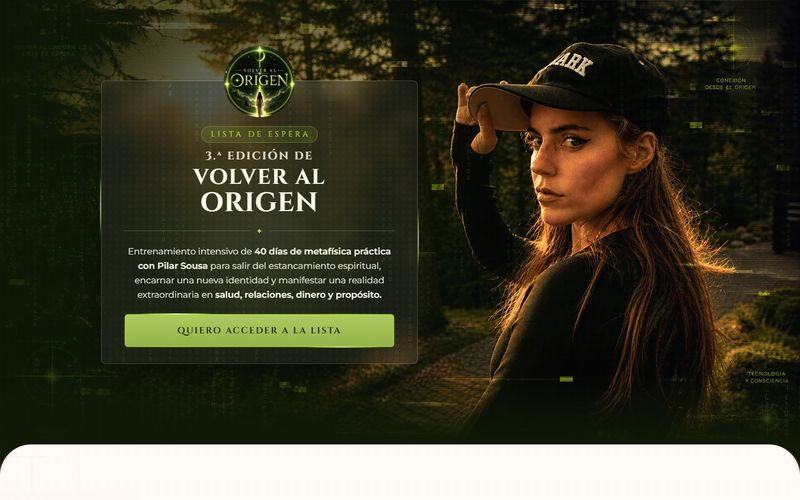 VOLVER AL
ORIGEN
LISTA DE ESPERA
3.ª EDICIÓN DE
VOLVER AL
ORIGEN
Entrenamiento intensivo de 40 días de metafísica práctica
con Pilar Sousa para salir del estancamiento espiritual,
encarnar una nueva identidad y manifestar una realidad
extraordinaria en salud, relaciones, dinero y propósito.
QUIERO ACCEDER A LA LISTA
ARK
CONEXIÓN
DESDE EL ORIGEN
TECNOLOGÍA
Y CONSCIENCIA